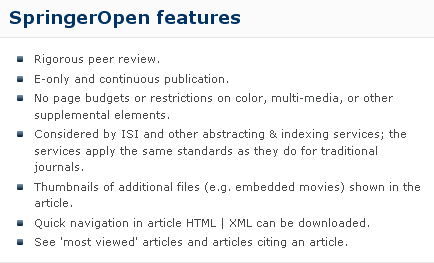 SpringerOpen features
Rigorous peer review.
E-only and continuous publication.
No page budgets or restrictions on color, multi-media, or other
supplemental elements.
Considered by ISI and other abstracting & indexing services; the
services apply the same standards as they do for traditional
journals.
Thumbnails of additional files (e.g. embedded movies) shown in the
article.
Quick navigation in article HTML | XML can be downloaded.
See 'most viewed' articles and articles citing an article.